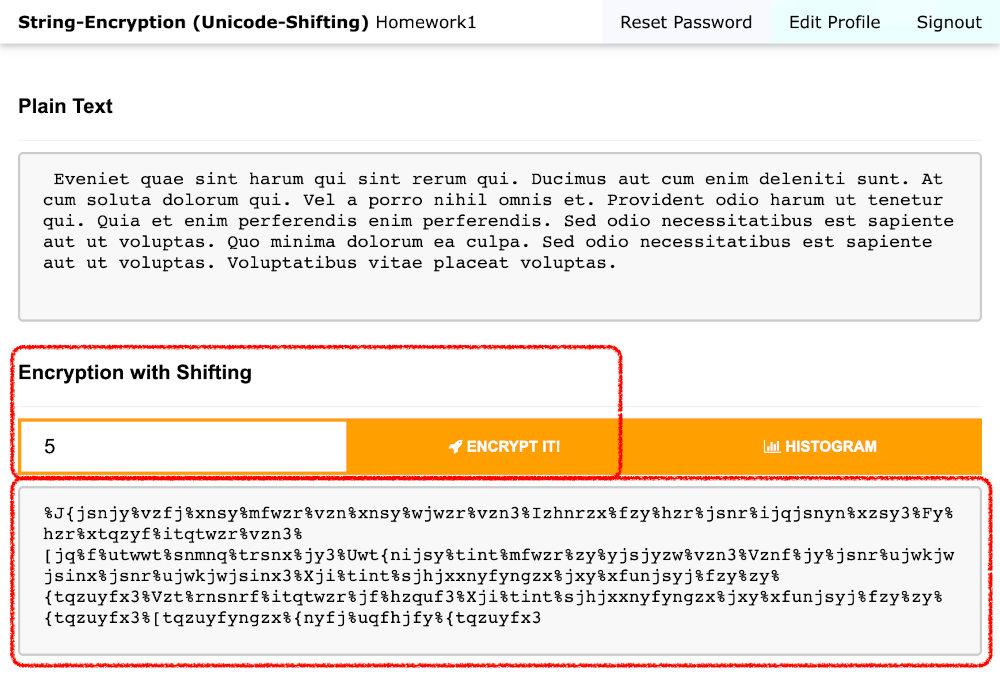 String-Encryption (Unicode-Shifting) Homework1 Reset Password Edit Profile Signout
Plain Text
Eveniet quae sint harum qui sint rerum qui. Ducimus aut cum enim deleniti sunt. At
cum soluta dolorum qui. Vel a porro nihil omnis et. Provident odio harum ut tenetur
qui. Quia et enim perferendis enim perferendis. Sed odio necessitatibus est sapiente
aut ut voluptas. Quo minima dolorum ea culpa. Sed odio necessitatibus est sapiente
aut ut voluptas. Voluptatibus vitae placeat voluptas.
Encryption with Shifting
5 ENCRYPT IT! HISTOGRAM
%J{jsnjy%vzfj%xnsy%mfwzr%vzn%xnsy%wjwzr%vzn3%Izhnrzx%fzy%hzr%jsnr%ijqjsnyn%xzsy3%Fy%
hzr%xtqzyf%itqtwzr%vzn3%
[jq%f%utwwt%snmnq%trsnx%jy3%Uwt{nijsy%tint%mfwzr%zy%yjsjyzw%vzn3%Vznf%jy%jsnr%ujwkjw
jsinx%jsnr%ujwkjwjsinx3%Xji%tint%sjhjxxnyfyngzx%jxy%xfunjsyj%fzy%zy%
{tqzuyfx3%Vzt%rnsnrf%itqtwzr%jf%hzquf3%Xji%tint%sjhjxxnyfyngzx%jxy%xfunjsyj%fzy%zy%
{tqzuyfx3%[tqzuyfyngzx%{nyfj%uqfhjfy%{tqzuyfx3